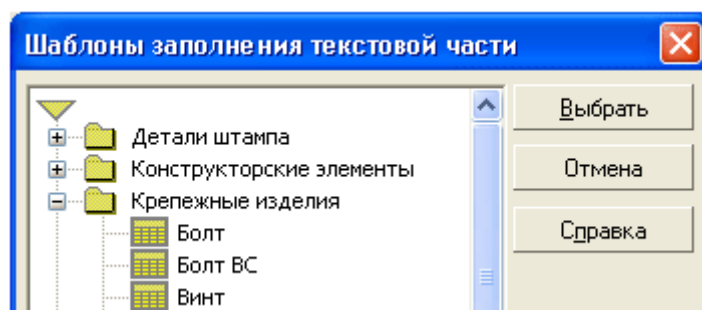 Шаблоны заполнения текстовой части
Выбрать
Детали штампа
Конструкторские элементы
Отмена
Крепежные изделия
Болт
Справка
Болт ВС
Винт